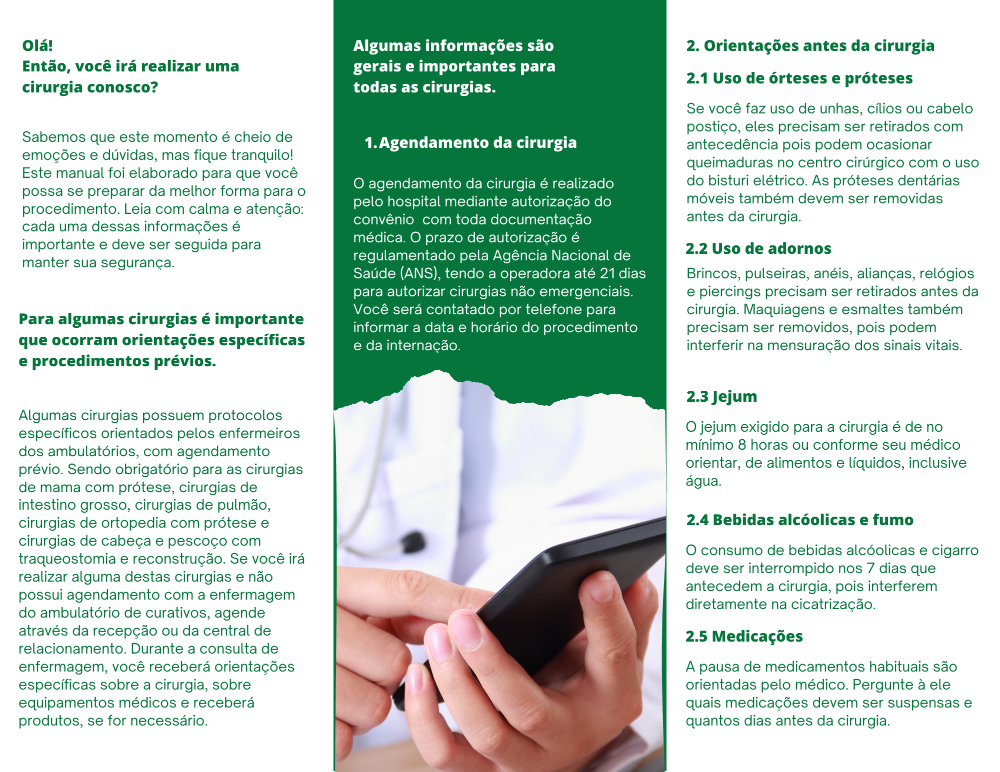 Olá!
Então, você irá realizar uma
cirurgia conosco?
Sabemos que este momento é cheio de
emoções e dúvidas, mas fique tranquilo!
Este manual foi elaborado para que você
possa se preparar da melhor forma para o
procedimento. Leia com calma e atenção:
cada uma dessas informações é
importante e deve ser seguida para
manter sua segurança.
Para algumas cirurgias é importante
que ocorram orientações específicas
e procedimentos prévios.
Algumas cirurgias possuem protocolos
específicos orientados pelos enfermeiros
dos ambulatórios, com agendamento
prévio. Sendo obrigatório para as cirurgias
de mama com prótese, cirurgias de
intestino grosso, cirurgias de pulmão,
cirurgias de ortopedia com prótese e
cirurgias de cabeça e pescoço com
traqueostomia e reconstrução. Se você irá
realizar alguma destas cirurgias e não
possui agendamento com a enfermagem
do ambulatório de curativos, agende
através da recepção ou da central de
relacionamento. Durante a consulta de
enfermagem, você receberá orientações
específicas sobre a cirurgia, sobre
equipamentos médicos e receberá
produtos, se for necessário.
Algumas informações são
gerais e importantes para
todas as cirurgias.
1. Agendamento da cirurgia
O agendamento da cirurgia é realizado
pelo hospital mediante autorização do
convênio  com toda documentação
médica. O prazo de autorização é
regulamentado pela Agência Nacional de
Saúde (ANS), tendo a operadora até 21 dias
para autorizar cirurgias não emergenciais.
Você será contatado por telefone para
informar a data e horário do procedimento
e da internação.
2. Orientações antes da cirurgia
2.1 Uso de órteses e próteses
Se você faz uso de unhas, cílios ou cabelo
postiço, eles precisam ser retirados com
antecedência pois podem ocasionar
queimaduras no centro cirúrgico com o uso
do bisturi elétrico. As próteses dentárias
móveis também devem ser removidas
antes da cirurgia.
2.2 Uso de adornos
Brincos, pulseiras, anéis, alianças, relógios
e piercings precisam ser retirados antes da
cirurgia. Maquiagens e esmaltes também
precisam ser removidos, pois podem
interferir na mensuração dos sinais vitais.
2.3 Jejum
O jejum exigido para a cirurgia é de no
mínimo 8 horas ou conforme seu médico
orientar, de alimentos e líquidos, inclusive
água.
2.4 Bebidas alcóolicas e fumo
O consumo de bebidas alcóolicas e cigarro
deve ser interrompido nos 7 dias que
antecedem a cirurgia, pois interferem
diretamente na cicatrização.
2.5 Medicações
A pausa de medicamentos habituais são
orientadas pelo médico. Pergunte à ele
quais medicações devem ser suspensas e
quantos dias antes da cirurgia.